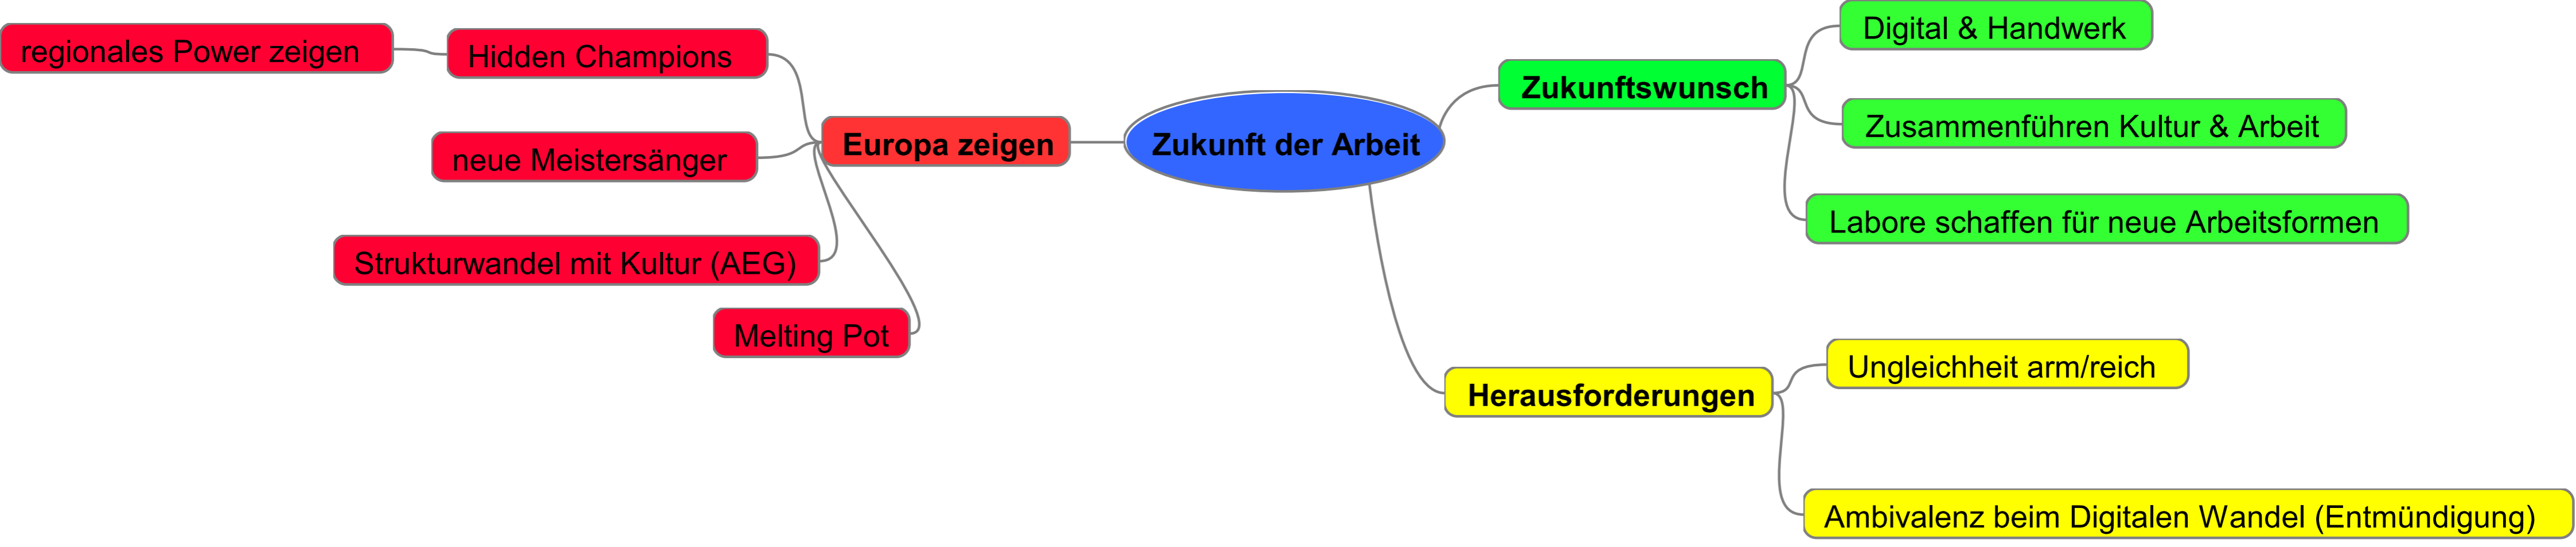 regionales Power zeigen
Hidden Champions
neue Meistersänger
Strukturwandel mit Kultur (AEG)
Melting Pot
Europa zeigen
Zukunft der Arbeit
Zukunftswunsch
Digital & Handwerk
Zusammenführen Kultur & Arbeit
Labore schaffen für neue Arbeitsformen
Herausforderungen
Ungleichheit arm/reich
Ambivalenz beim Digitalen Wandel (Entmündigung)